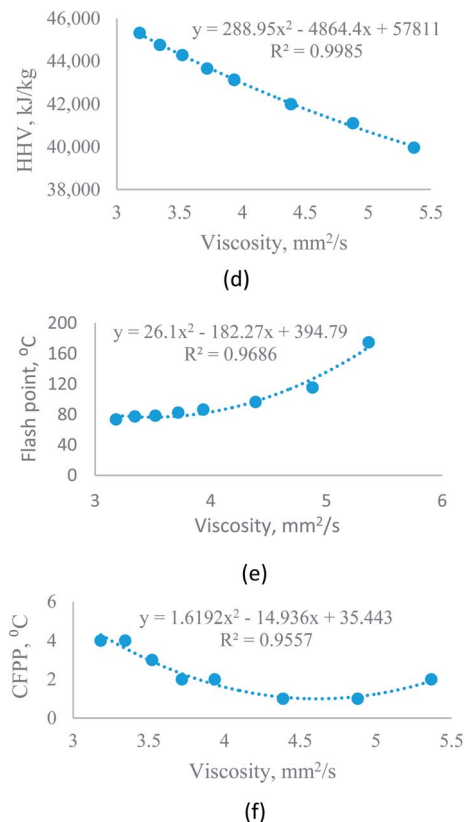 46,000
44,000
42,000
40,000
38,000
HHV, kJ/kg
y = 288.95x² - 4864.4x + 57811
R² = 0.9985
3 3.5 4 4.5 5 5.5
Viscosity, mm²/s
(d)
200
160
120
80
40
0
Flash point, ⁰C
y = 26.1x² - 182.27x + 394.79
R² = 0.9686
3 4 5 6
Viscosity, mm²/s
(e)
6
4
2
0
CFPP, ⁰C
y = 1.6192x² - 14.936x + 35.443
R² = 0.9557
3 3.5 4 4.5 5 5.5
Viscosity, mm²/s
(f)